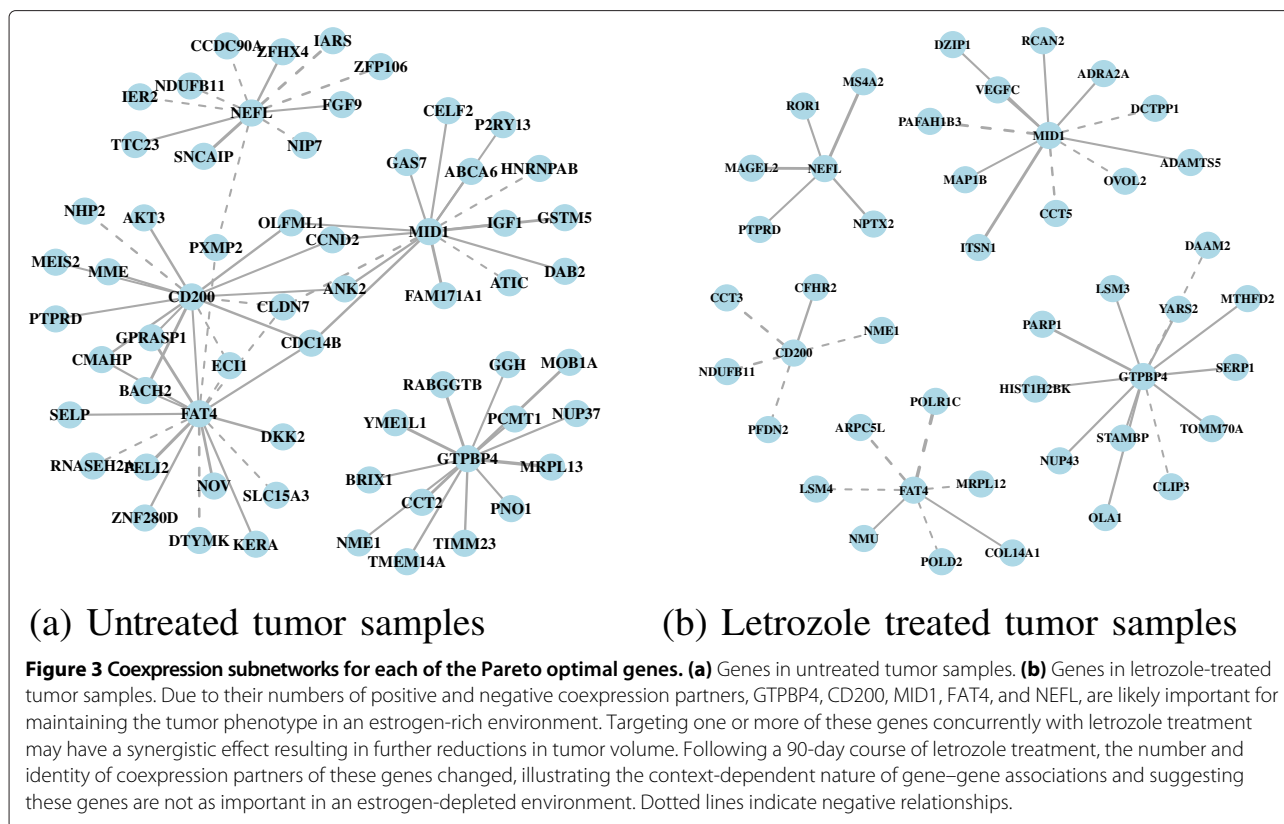 CCDC90A
ZFHX4
IARS
ZFP106
NDUFB11
IER2
NEFL
FGF9
TTC23
SNCAIP
NIP7
CELF2
P2RY13
GAS7
ABCA6
HNRNPAB
NHP2
AKT3
OLFML1
CCND2
MID1
IGF1
GSTM5
PXMP2
MEIS2
MME
CD200
CLDN7
ANK2
FAM171A1
ATIC
DAB2
PTPRD
GPRASP1
CMAHP
ECI1
CDC14B
BACH2
SELP
FAT4
DKK2
RNASEH2A
PELI2
NOV
SLC15A3
ZNF280D
DTYMK
KERA
GGH
MOB1A
RABGGTB
YME1L1
PCMT1
NUP37
GTPBP4
BRIX1
MRPL13
CCT2
PNO1
NME1
TIMM23
TMEM14A
DZIP1
RCAN2
MS4A2
VEGFC
ADRA2A
ROR1
PAFAH1B3
DCTPP1
MID1
MAGEL2
NEFL
ADAMTS5
MAP1B
OVOL2
PTPRD
NPTX2
CCT5
ITSN1
DAAM2
CCT3
CFHR2
LSM3
YARS2
MTHFD2
NME1
PARP1
CD200
NDUFB11
GTPBP4
SERP1
HIST1H2BK
PFDN2
POLR1C
ARPC5L
STAMBP
TOMM70A
NUP43
LSM4
FAT4
MRPL12
CLIP3
OLA1
NMU
POLD2
COL14A1
(a) Untreated tumor samples
(b) Letrozole treated tumor samples
Figure 3 Coexpression subnetworks for each of the Pareto optimal genes. (a) Genes in untreated tumor samples. (b) Genes in letrozole-treated
tumor samples. Due to their numbers of positive and negative coexpression partners, GTPBP4, CD200, MID1, FAT4, and NEFL, are likely important for
maintaining the tumor phenotype in an estrogen-rich environment. Targeting one or more of these genes concurrently with letrozole treatment
may have a synergistic effect resulting in further reductions in tumor volume. Following a 90-day course of letrozole treatment, the number and
identity of coexpression partners of these genes changed, illustrating the context-dependent nature of gene–gene associations and suggesting
these genes are not as important in an estrogen-depleted environment. Dotted lines indicate negative relationships.